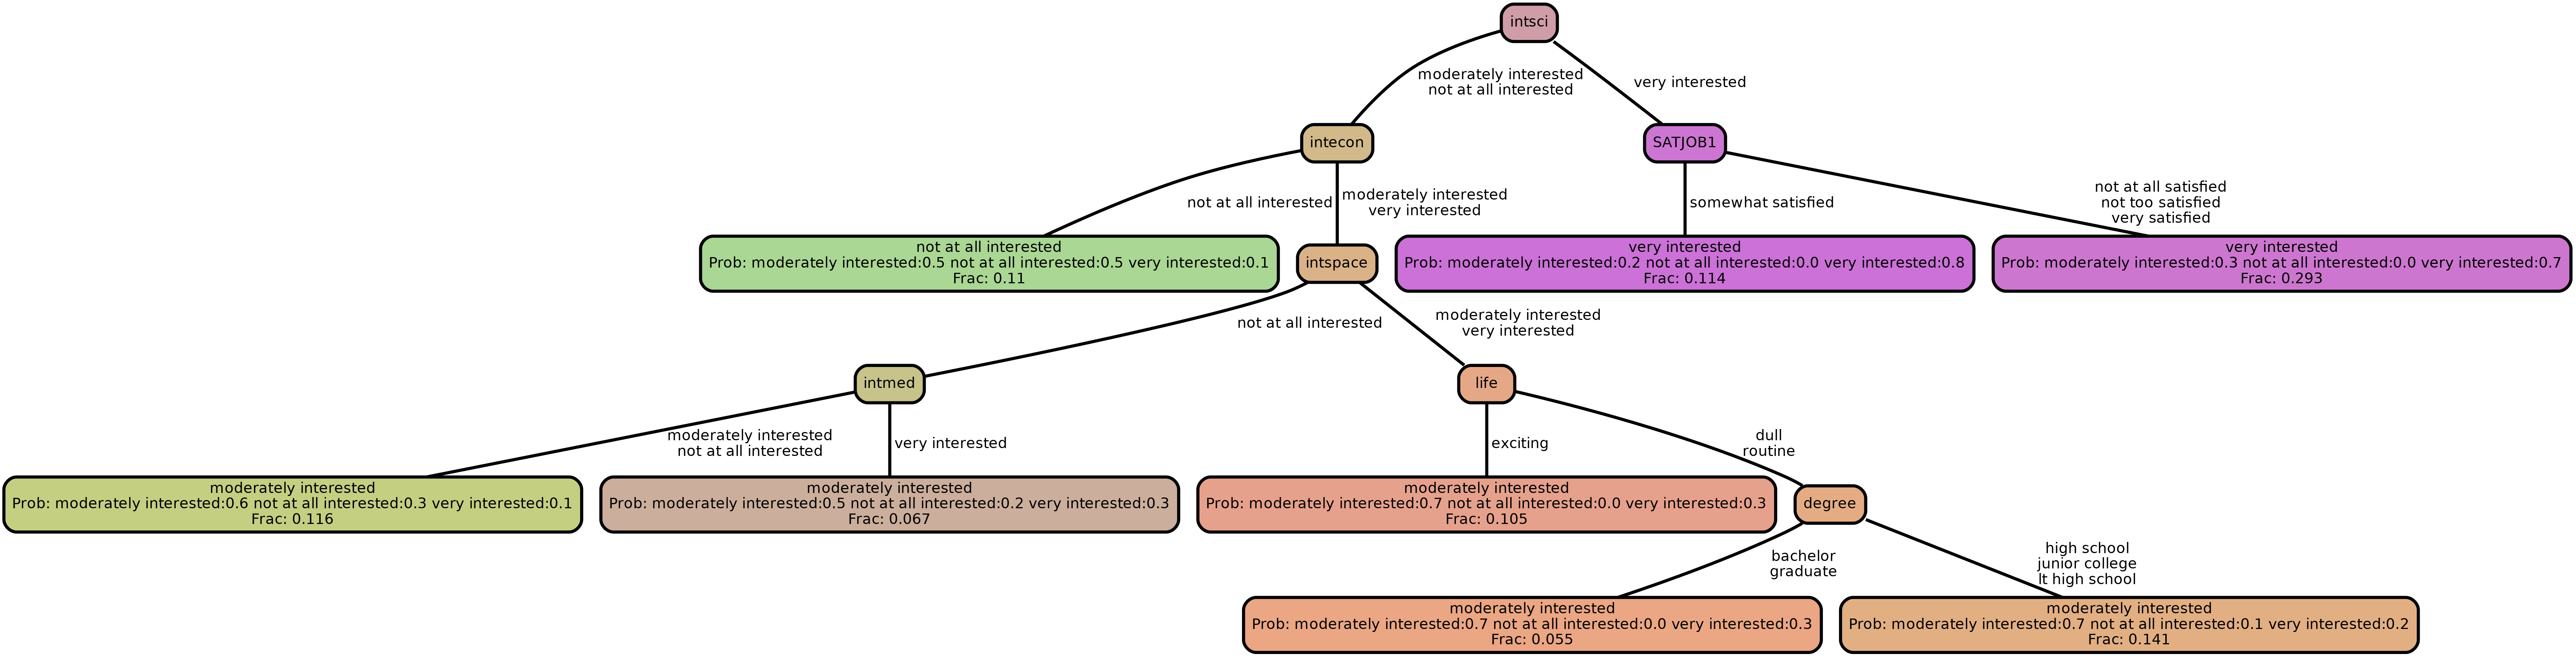 intsci
moderately interested
not at all interested
very interested
intecon
SATJOB1
not at all interested
moderately interested
very interested
somewhat satisfied
not at all satisfied
not too satisfied
very satisfied
not at all interested
Prob: moderately interested:0.5 not at all interested:0.5 very interested:0.1
Frac: 0.11
intspace
very interested
Prob: moderately interested:0.2 not at all interested:0.0 very interested:0.8
Frac: 0.114
very interested
Prob: moderately interested:0.3 not at all interested:0.0 very interested:0.7
Frac: 0.293
not at all interested
moderately interested
very interested
intmed
life
moderately interested
not at all interested
very interested
exciting
dull
routine
moderately interested
Prob: moderately interested:0.6 not at all interested:0.3 very interested:0.1
Frac: 0.116
moderately interested
Prob: moderately interested:0.5 not at all interested:0.2 very interested:0.3
Frac: 0.067
moderately interested
Prob: moderately interested:0.7 not at all interested:0.0 very interested:0.3
Frac: 0.105
degree
bachelor
graduate
high school
junior college
lt high school
moderately interested
Prob: moderately interested:0.7 not at all interested:0.0 very interested:0.3
Frac: 0.055
moderately interested
Prob: moderately interested:0.7 not at all interested:0.1 very interested:0.2
Frac: 0.141